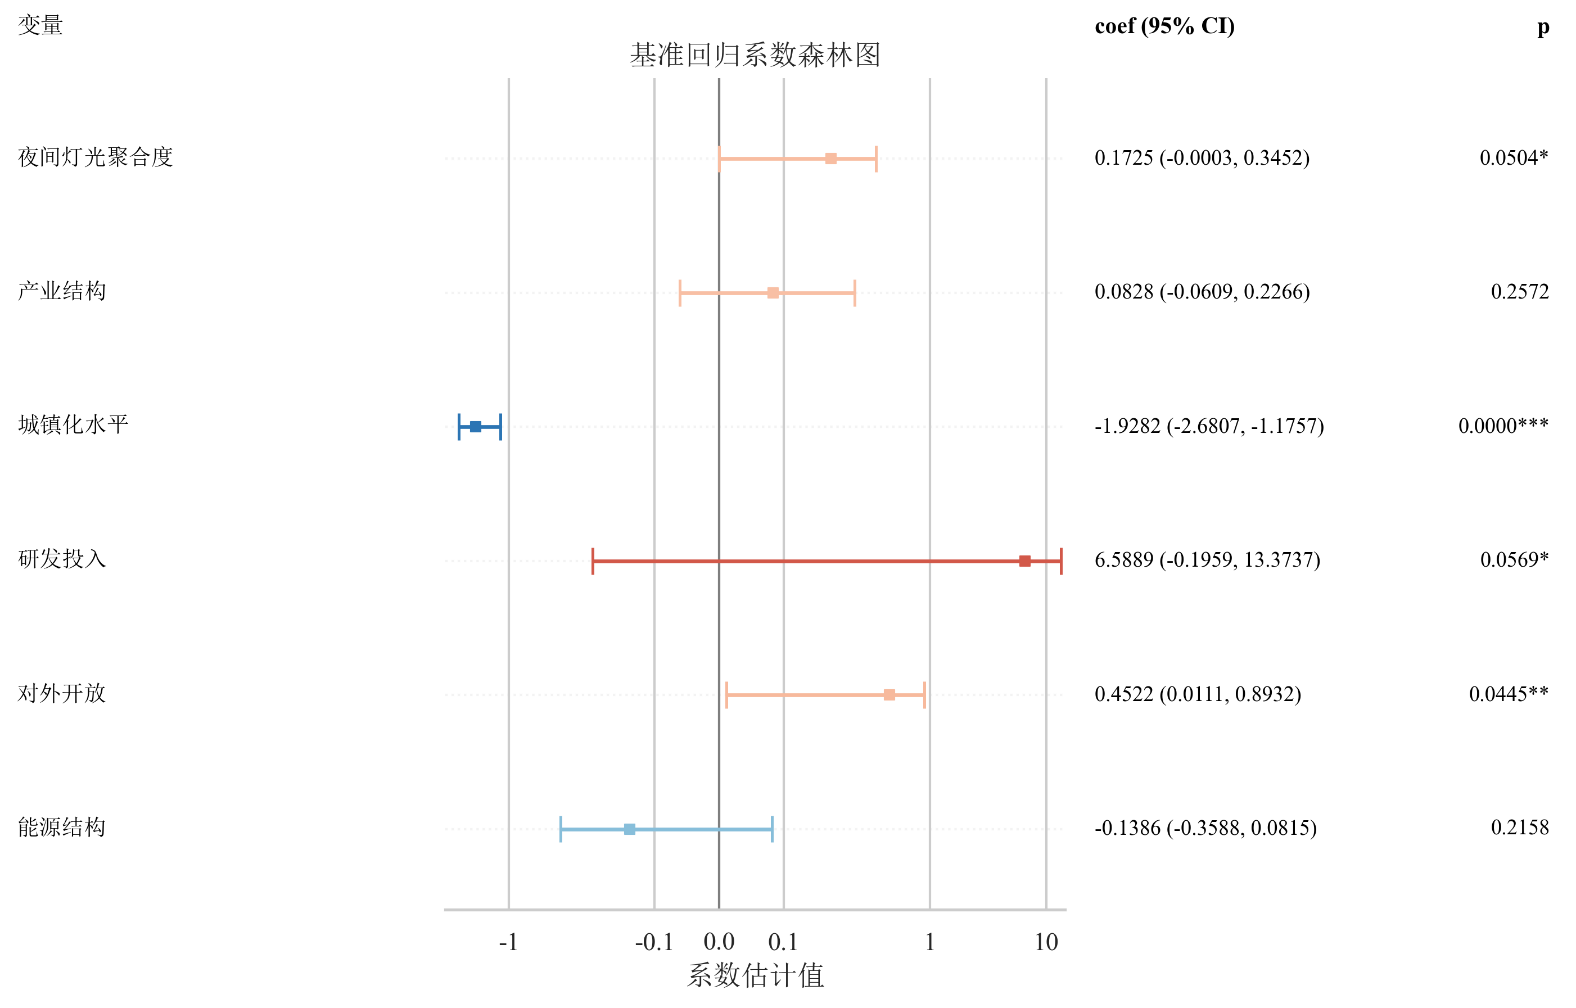 变量 coef (95% CI) p
基准回归系数森林图
夜间灯光聚合度 0.1725 (-0.0003, 0.3452) 0.0504*
产业结构 0.0828 (-0.0609, 0.2266) 0.2572
城镇化水平 -1.9282 (-2.6807, -1.1757) 0.0000***
研发投入 6.5889 (-0.1959, 13.3737) 0.0569*
对外开放 0.4522 (0.0111, 0.8932) 0.0445**
能源结构 -0.1386 (-0.3588, 0.0815) 0.2158
-1 -0.1 0.0 0.1 1 10
系数估计值